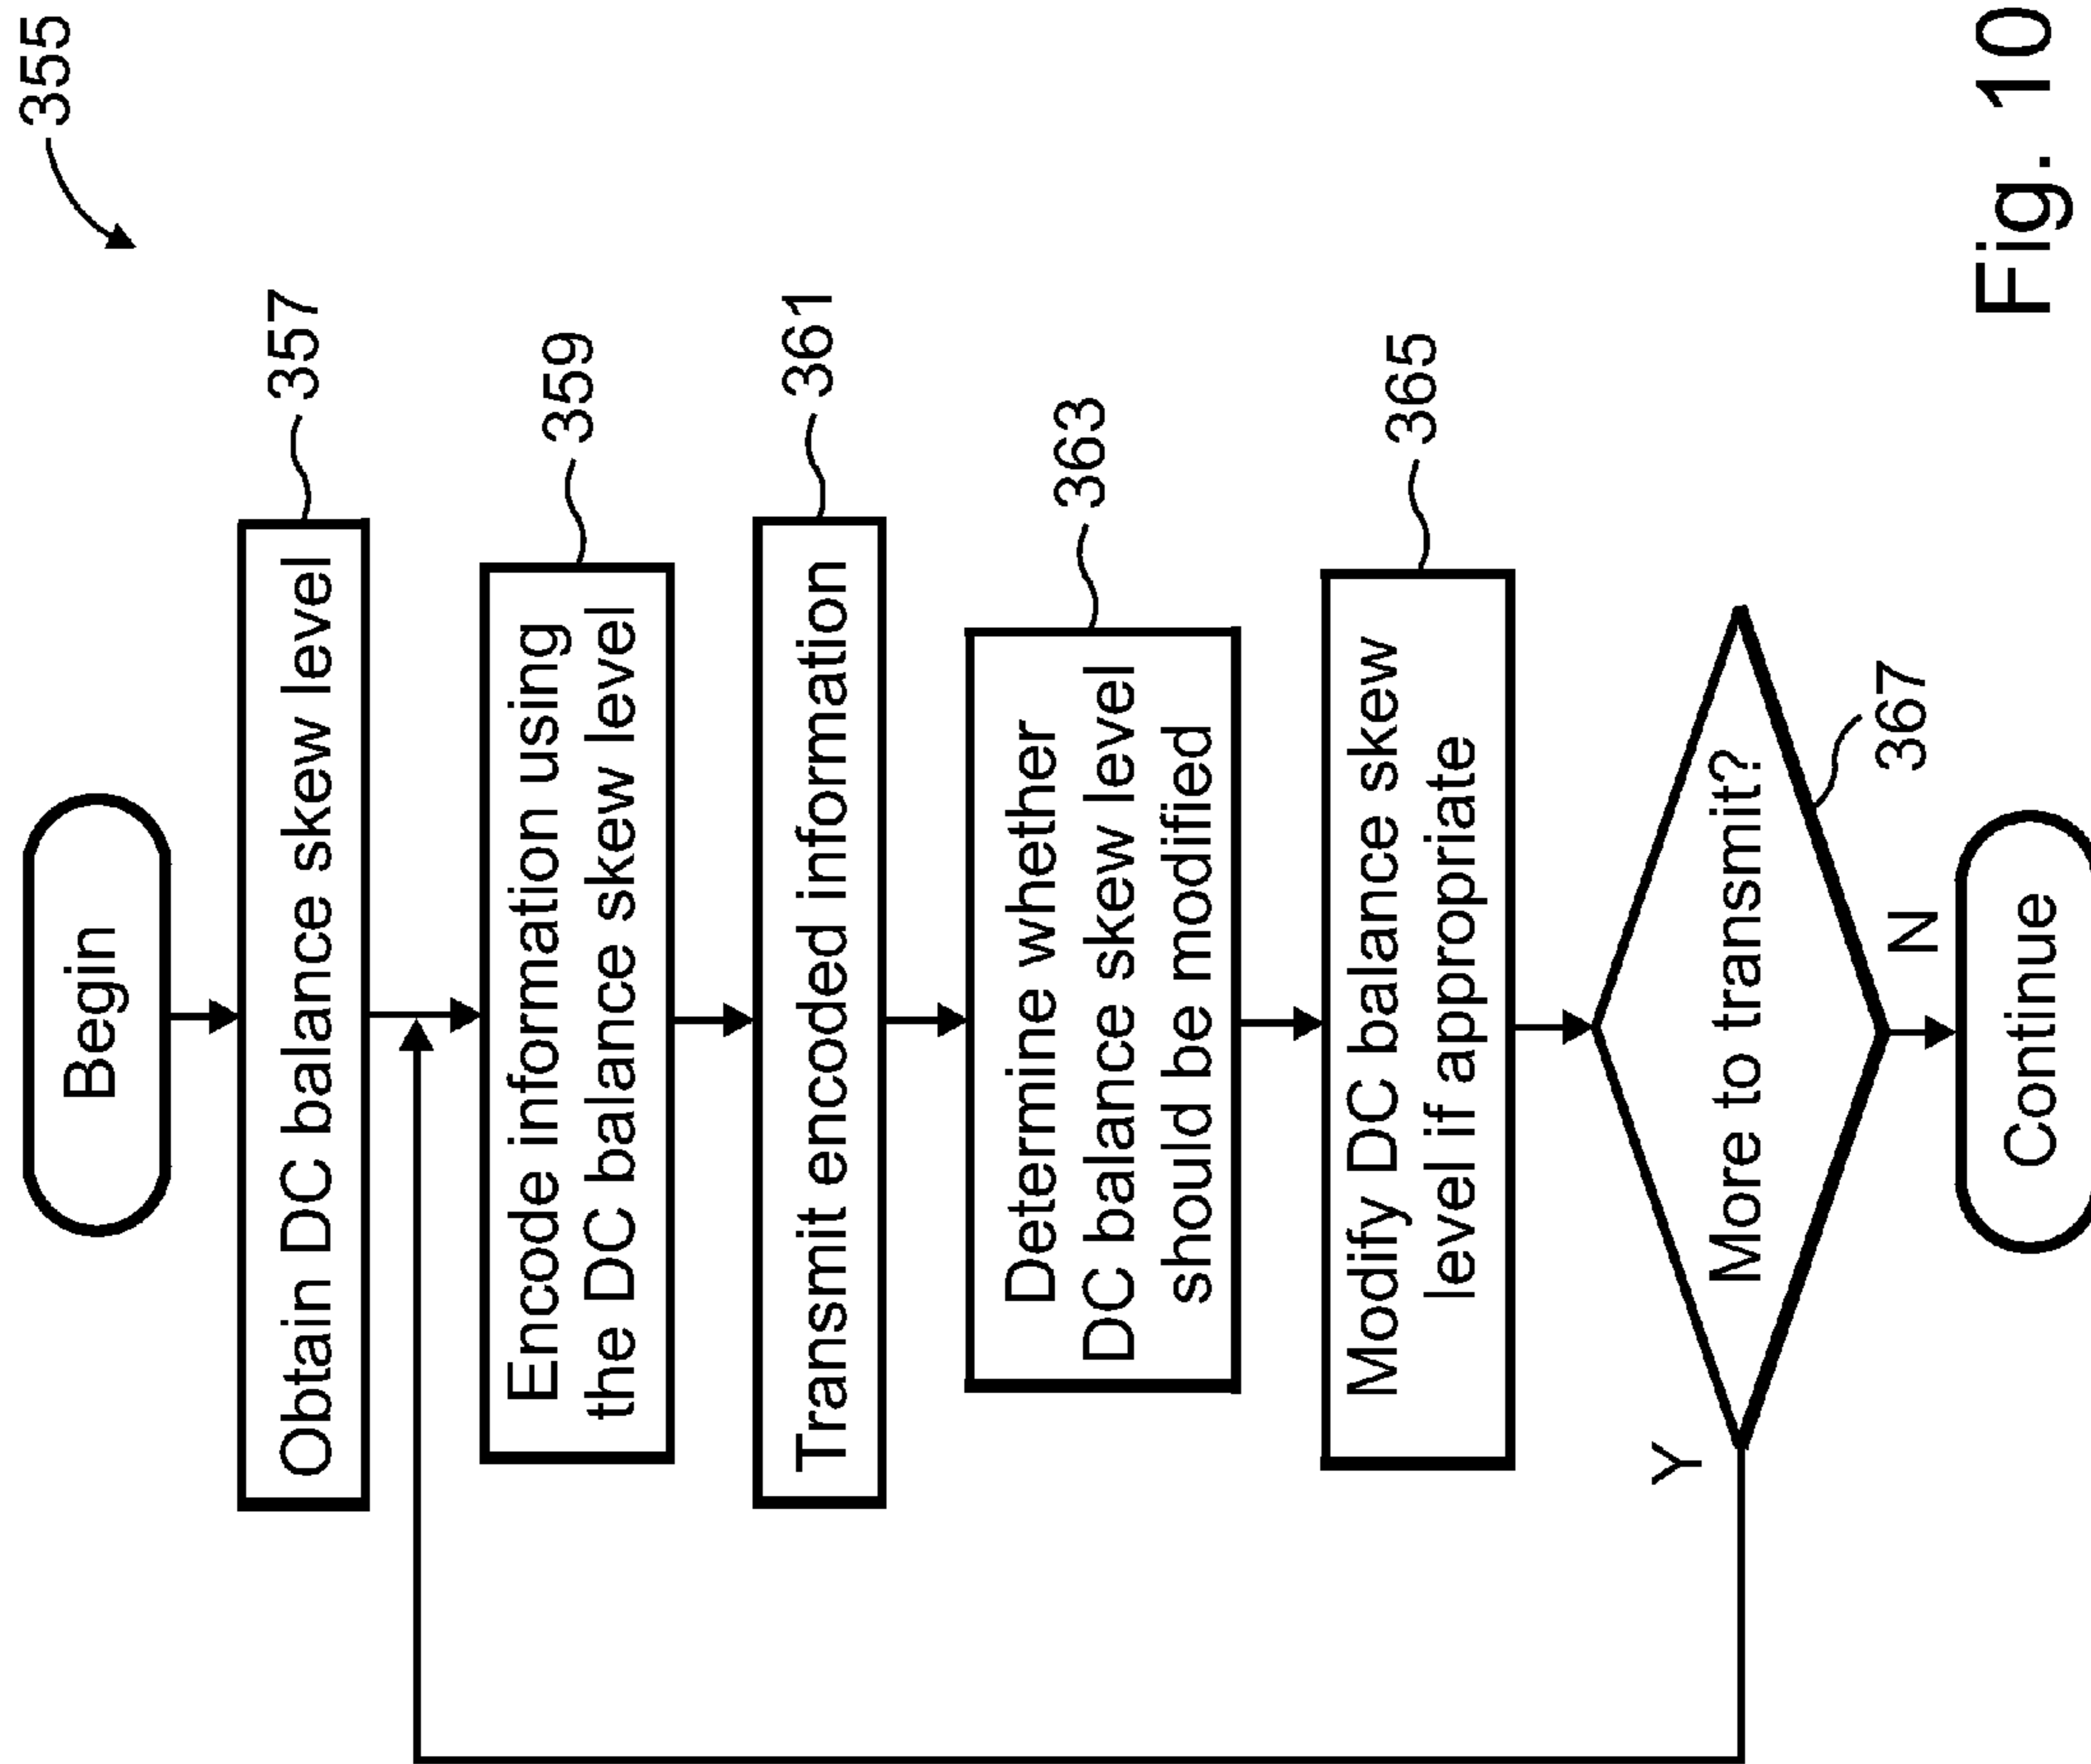 355
Begin
Obtain DC balance skew level
357
Encode information using
the DC balance skew level
359
Transmit encoded information
361
Determine whether
DC balance skew level
should be modified
363
Modify DC balance skew
level if appropriate
365
More to transmit?
367
Y
N
Continue
Fig. 10